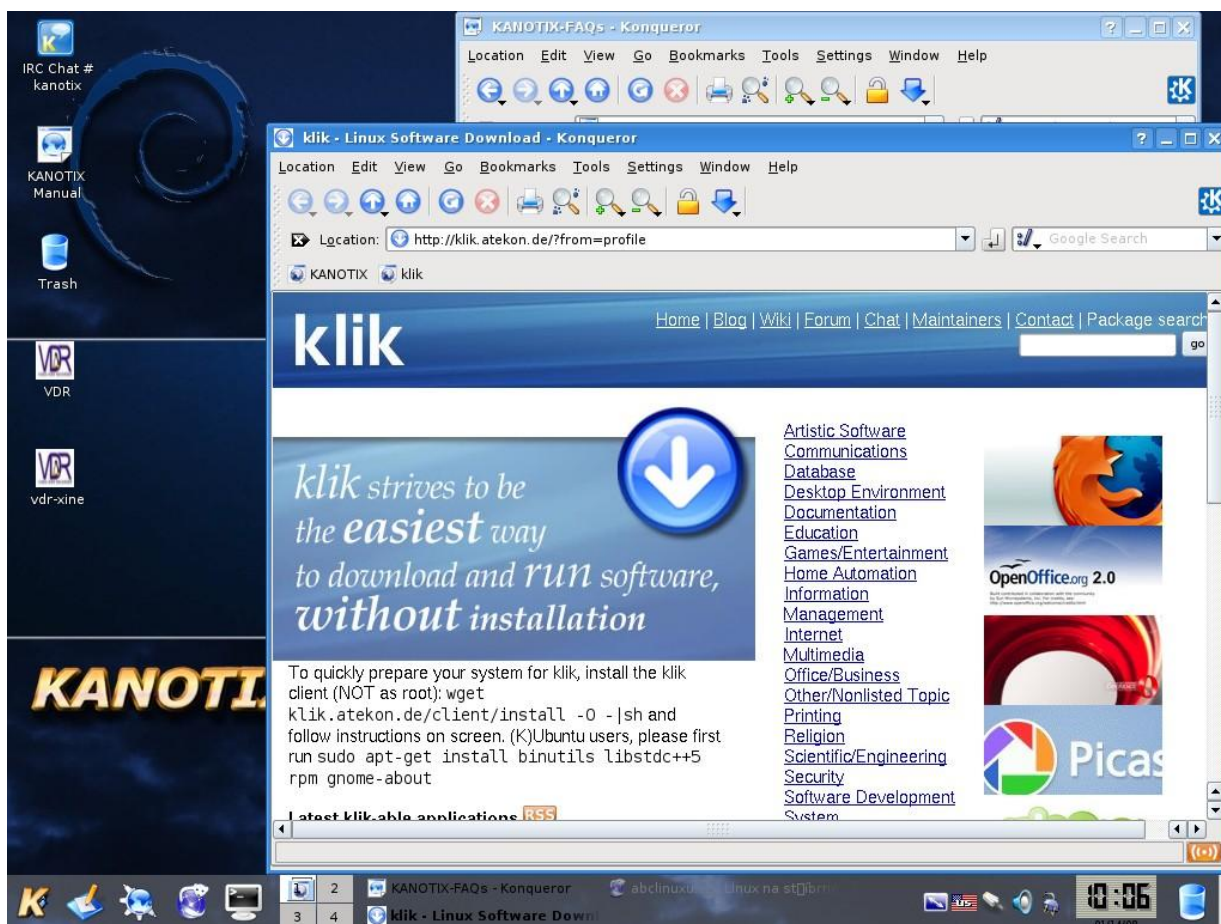 IRC Chat #
kanotix
KANOTIX
Manual
Trash
VDR
VDR
VDR
vdr-xine
KANOTI
KANOTIX-FAQs - Konqueror
Location Edit View Go Bookmarks Tools Settings Window Help
klik - Linux Software Download - Konqueror
Location Edit View Go Bookmarks Tools Settings Window Help
Location: http://klik.atekon.de/?from=profile
Google Search
KANOTIX klik
klik
Home | Blog | Wiki | Forum | Chat | Maintainers | Contact | Package search
go
klik strives to be
the easiest way
to download and run software,
without installation
To quickly prepare your system for klik, install the klik
client (NOT as root): wget
klik.atekon.de/client/install -O -|sh and
follow instructions on screen. (K)Ubuntu users, please first
run sudo apt-get install binutils libstdc++5
rpm gnome-about
Latest klik-able applications RSS
Artistic Software
Communications
Database
Desktop Environment
Documentation
Education
Games/Entertainment
Home Automation
Information
Management
Internet
Multimedia
Office/Business
Other/Nonlisted Topic
Printing
Religion
Scientific/Engineering
Security
Software Development
System
OpenOffice.org 2.0
Picas
1 2
3 4
KANOTIX-FAQs - Konqueror
klik - Linux Software Down
us
10:06